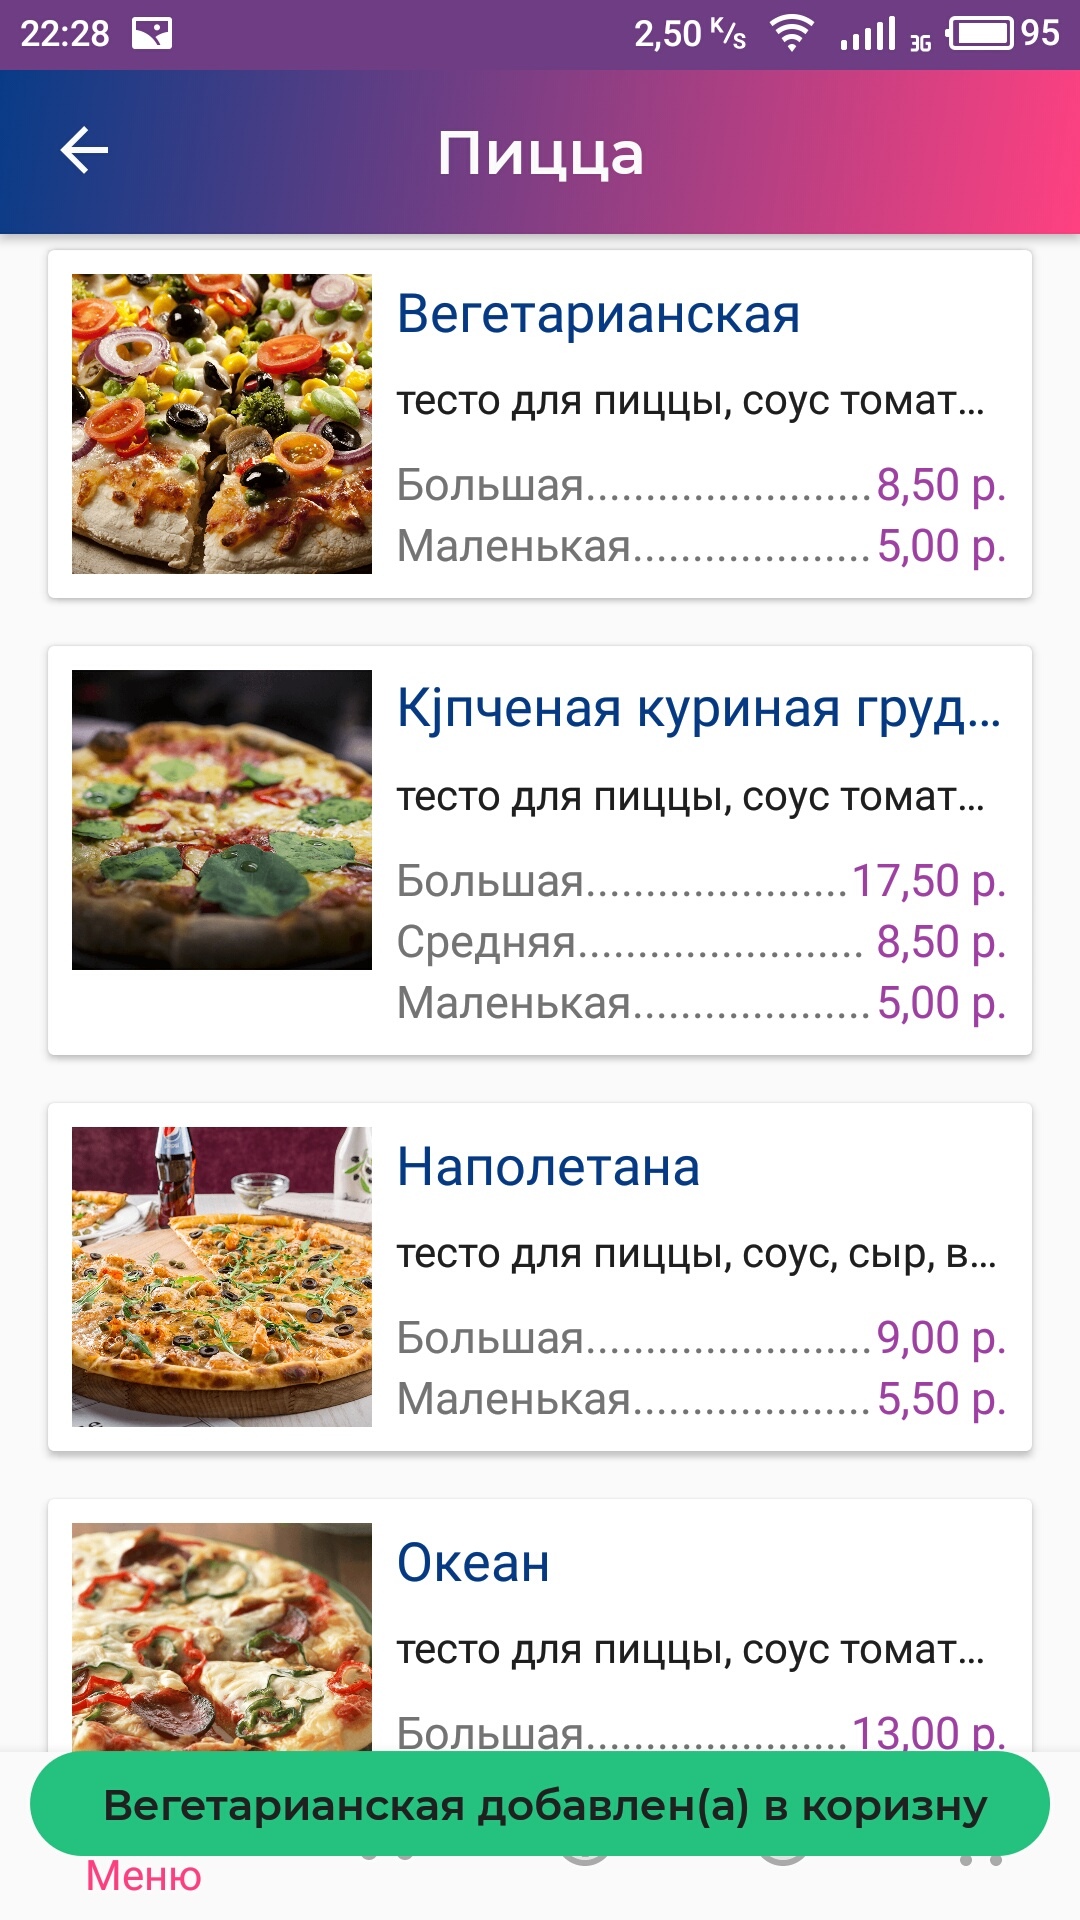 22:28 2,50 K/s 3G 95
Пицца
Вегетарианская
тесто для пиццы, соус томат...
Большая........................8,50 р.
Маленькая....................5,00 р.
Кјпченая куриная груд...
тесто для пиццы, соус томат...
Большая......................17,50 р.
Средняя........................ 8,50 р.
Маленькая....................5,00 р.
Наполетана
тесто для пиццы, соус, сыр, в...
Большая........................9,00 р.
Маленькая....................5,50 р.
Океан
тесто для пиццы, соус томат...
Большая......................13,00 р.
Вегетарианская добавлен(а) в коризну
Меню